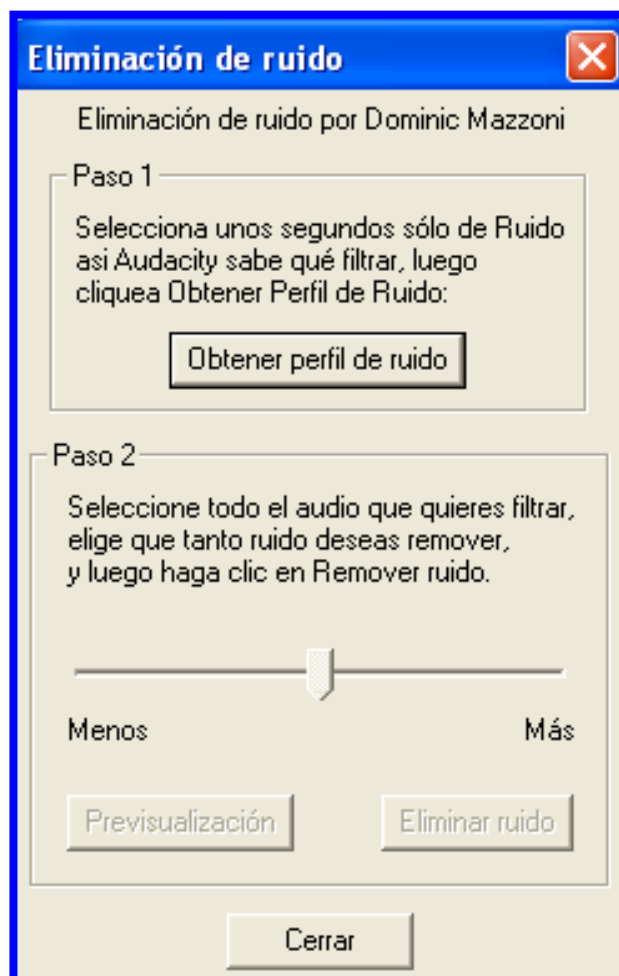 Eliminación de ruido
Eliminación de ruido por Dominic Mazzoni
Paso 1
Selecciona unos segundos sólo de Ruido
asi Audacity sabe qué filtrar, luego
cliquea Obtener Perfil de Ruido:
Obtener perfil de ruido
Paso 2
Seleccione todo el audio que quieres filtrar,
elige que tanto ruido deseas remover,
y luego haga clic en Remover ruido.
Menos Más
Previsualización Eliminar ruido
Cerrar